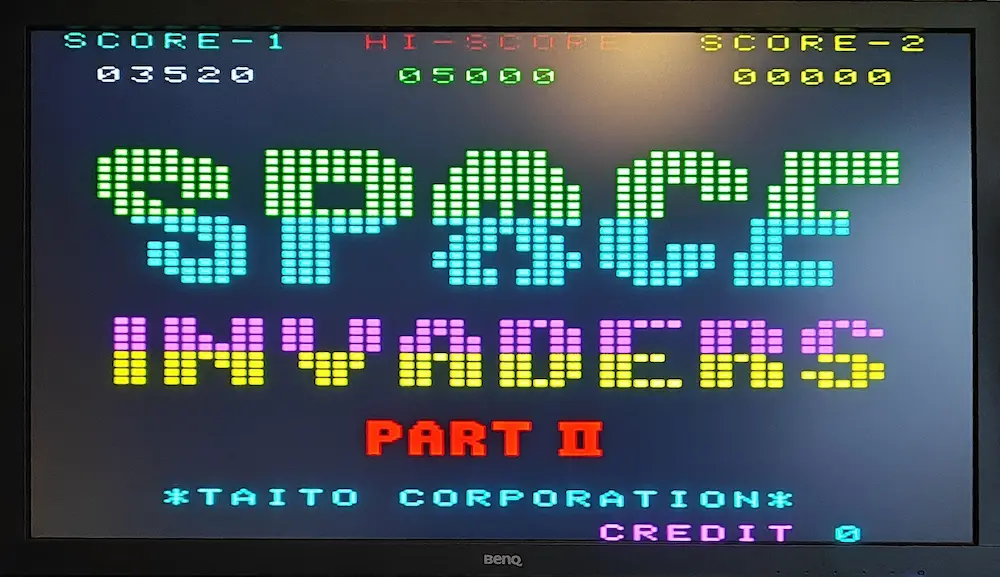 SCORE-1 HI-SCORE SCORE-2
03520 05000 00000
SPACE
INVADERS
PART II
*TAITO CORPORATION*
CREDIT 0
BenQ